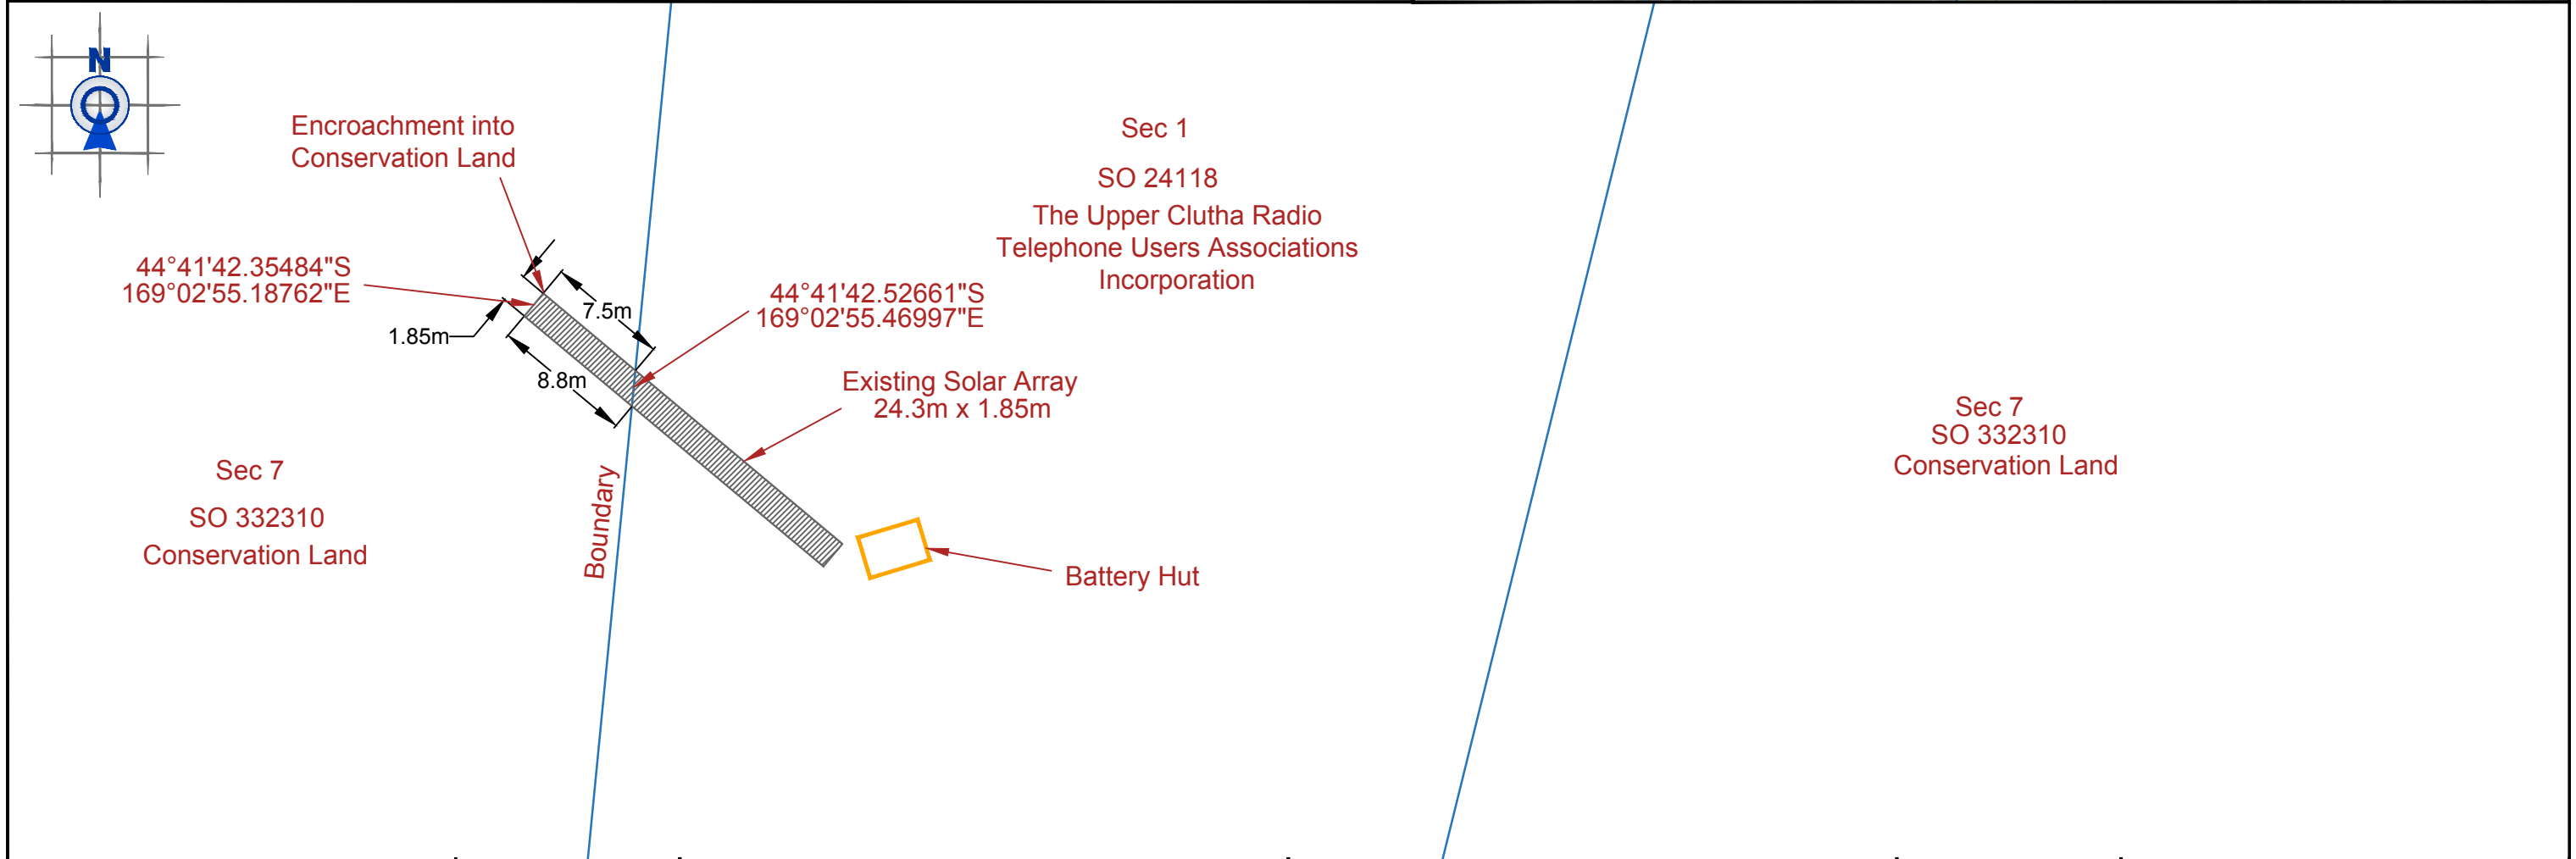 N
Encroachment into
Conservation Land
44°41'42.35484"S
169°02'55.18762"E
1.85m
7.5m
8.8m
44°41'42.52661"S
169°02'55.46997"E
Sec 1
SO 24118
The Upper Clutha Radio
Telephone Users Associations
Incorporation
Existing Solar Array
24.3m x 1.85m
Sec 7
SO 332310
Conservation Land
Boundary
Battery Hut
Sec 7
SO 332310
Conservation Land